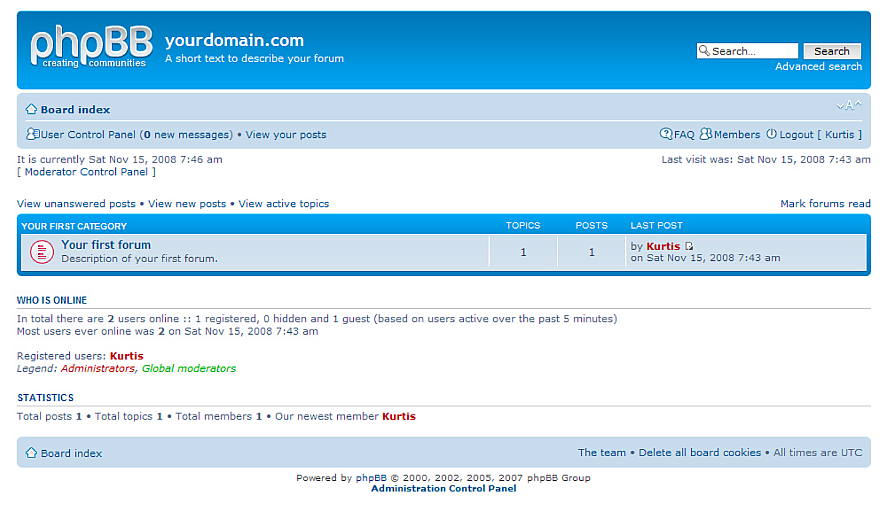 phpBB
creating communities
yourdomain.com
A short text to describe your forum
Search…
Search
Advanced search
Board index
A
User Control Panel (0 new messages) • View your posts
FAQ Members Logout [ Kurtis ]
It is currently Sat Nov 15, 2008 7:46 am
Last visit was: Sat Nov 15, 2008 7:43 am
[ Moderator Control Panel ]
View unanswered posts • View new posts • View active topics
Mark forums read
YOUR FIRST CATEGORY TOPICS POSTS LAST POST
Your first forum
Description of your first forum.
1
1
by Kurtis
on Sat Nov 15, 2008 7:43 am
WHO IS ONLINE
In total there are 2 users online :: 1 registered, 0 hidden and 1 guest (based on users active over the past 5 minutes)
Most users ever online was 2 on Sat Nov 15, 2008 7:43 am
Registered users: Kurtis
Legend: Administrators, Global moderators
STATISTICS
Total posts 1 • Total topics 1 • Total members 1 • Our newest member Kurtis
Board index
The team • Delete all board cookies • All times are UTC
Powered by phpBB © 2000, 2002, 2005, 2007 phpBB Group
Administration Control Panel